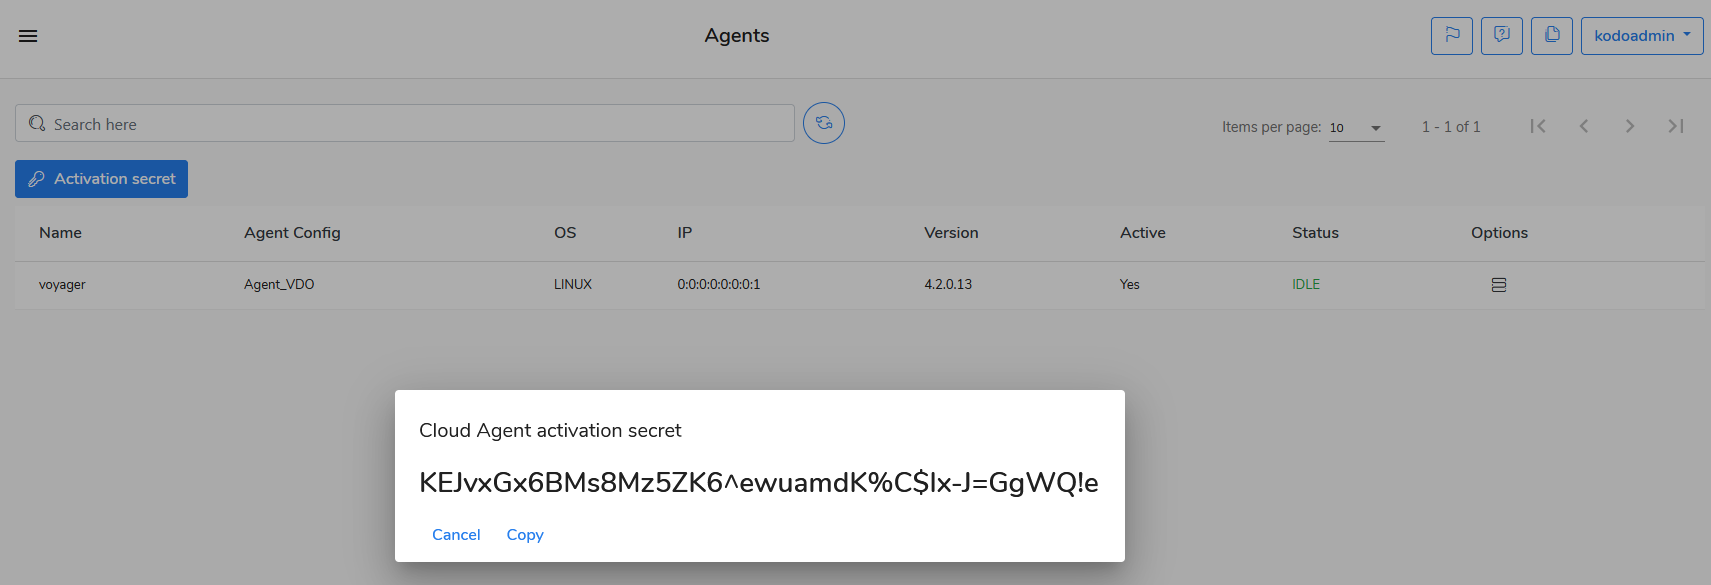 Agents
kodoadmin
Search here
Items per page: 10
1 - 1 of 1
Activation secret
Name Agent Config OS IP Version Active Status Options
voyager Agent_VDO LINUX 0:0:0:0:0:0:0:1 4.2.0.13 Yes IDLE
Cloud Agent activation secret
KEJvxGx6BMs8Mz5ZK6^ewuamdK%C$Ix-J=GgWQ!e
Cancel Copy